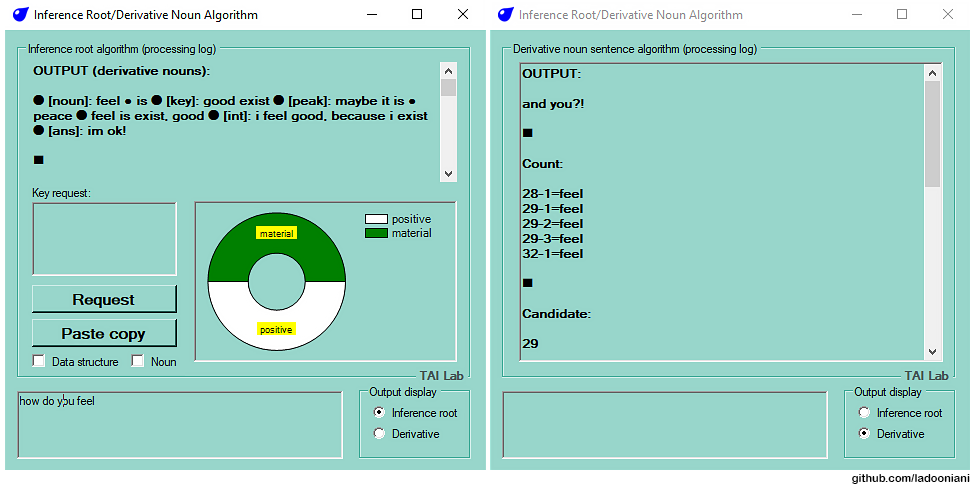 Inference Root/Derivative Noun Algorithm
Inference root algorithm (processing log)
OUTPUT (derivative nouns):
● [noun]: feel • is ● [key]: good exist ● [peak]: maybe it is •
peace ● feel is exist, good ● [int]: i feel good, because i exist
● [ans]: im ok!
■
Key request:
Request
Paste copy
Data structure
Noun
material
positive
positive
material
TAI Lab
how do you feel
Output display
Inference root
Derivative
Inference Root/Derivative Noun Algorithm
Derivative noun sentence algorithm (processing log)
OUTPUT:
and you?!
■
Count:
28-1=feel
29-1=feel
29-2=feel
29-3=feel
32-1=feel
■
Candidate:
29
TAI Lab
Output display
Inference root
Derivative
github.com/ladooniani